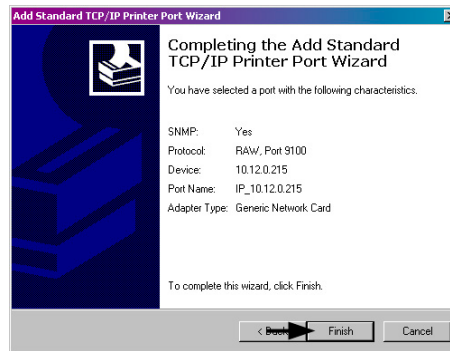 Add Standard TCP/IP Printer Port Wizard
Completing the Add Standard
TCP/IP Printer Port Wizard
You have selected a port with the following characteristics.
SNMP: Yes
Protocol: RAW, Port 9100
Device: 10.12.0.215
Port Name: IP_10.12.0.215
Adapter Type: Generic Network Card
To complete this wizard, click Finish.
< Finish Cancel